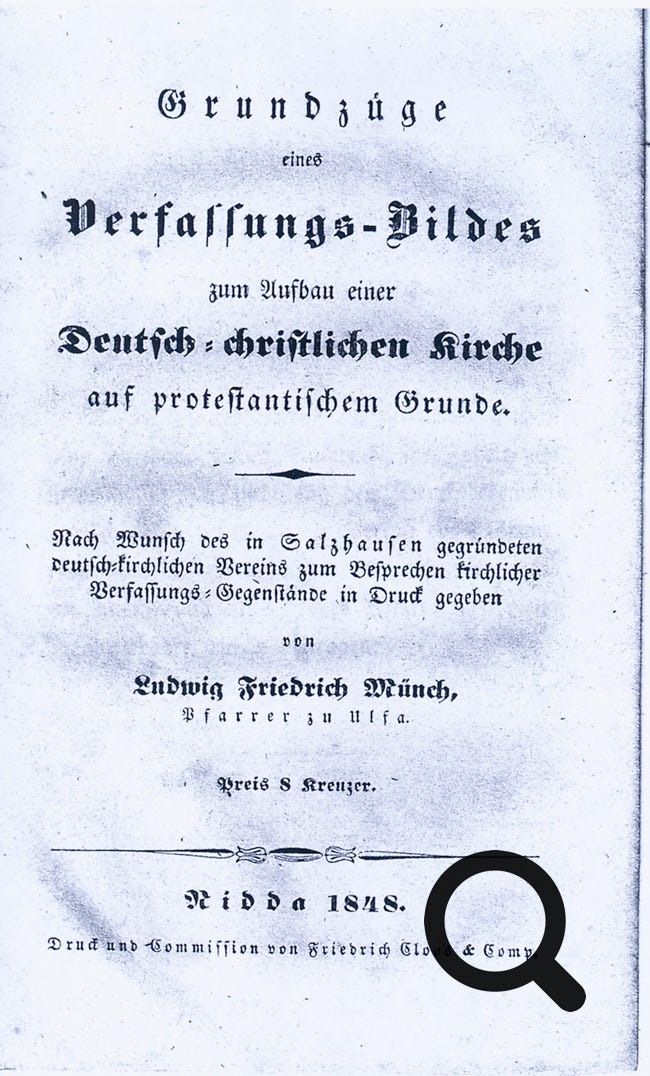 Grundzüge
eines
Verfassungs-Bildes
zum Aufbau einer
Deutsch-christlichen Kirche
auf protestantischem Grunde.
Nach Wunsch des in Salzhausen gegründeten
deutsch-kirchlichen Vereins zum Besprechen kirchlicher
Verfassungs-Gegenstände in Druck gegeben
von
Ludwig Friedrich Münch,
Pfarrer zu Ulfa.
Preis 8 Kreuzer.
Nidda 1848.
Druck und Commission von Friedrich & Comp.